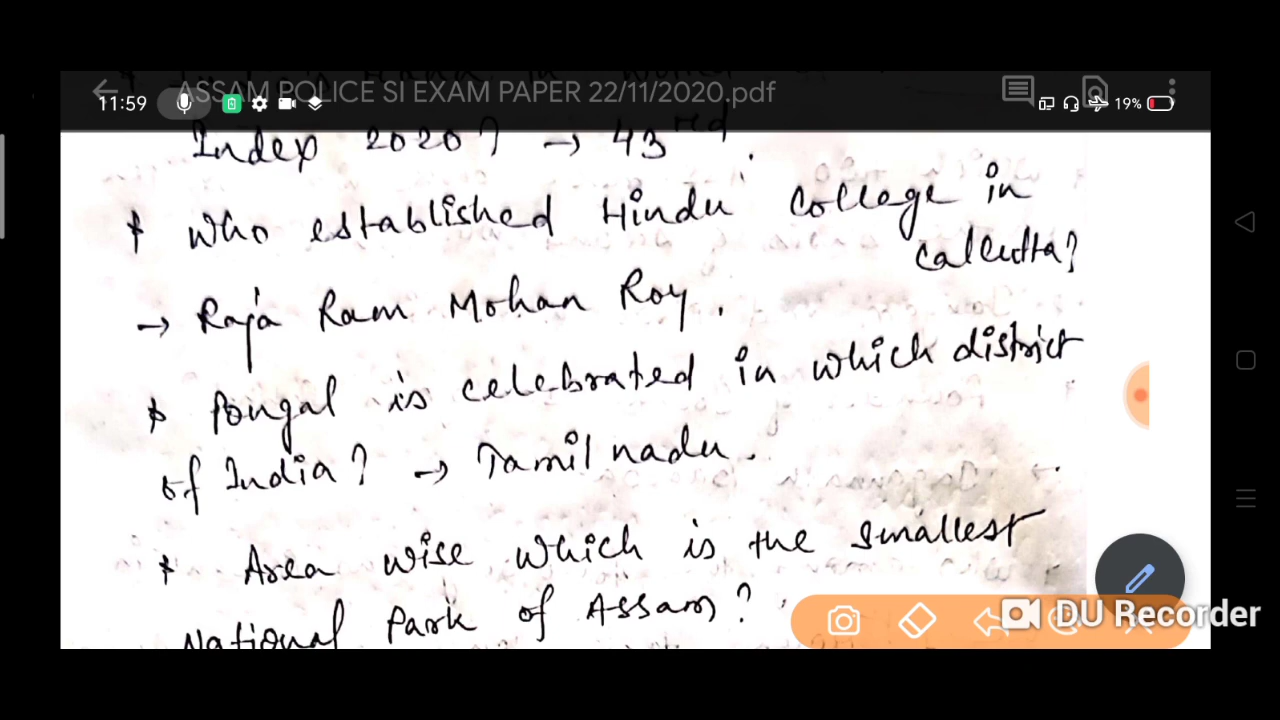 ASSAM POLICE SI EXAM PAPER 22/11/2020.pdf
11:59
19%
Index 2020? → 43rd.
* Who established Hindu College in
Calcutta?
→ Raja Ram Mohan Roy.
* Pongal is celebrated in which district
of India? → Tamil nadu.
* Area wise which is the smallest
National Park of Assam?
DU Recorder